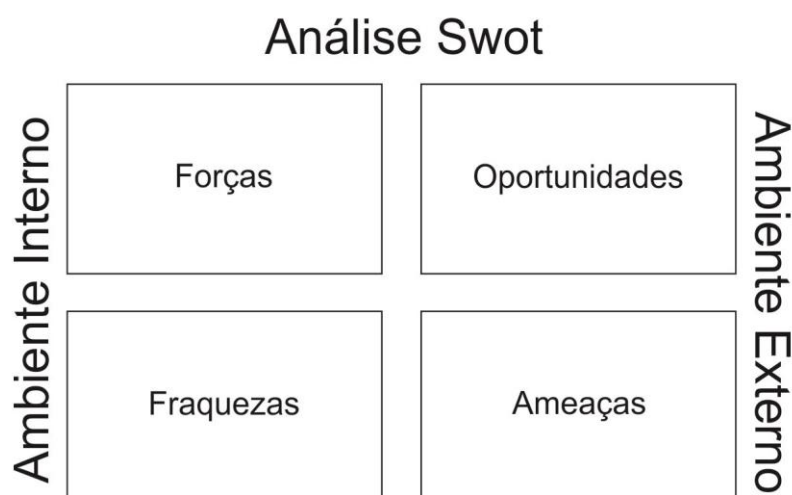 Análise Swot
Ambiente Interno
Forças
Oportunidades
Fraquezas
Ameaças
Ambiente Externo